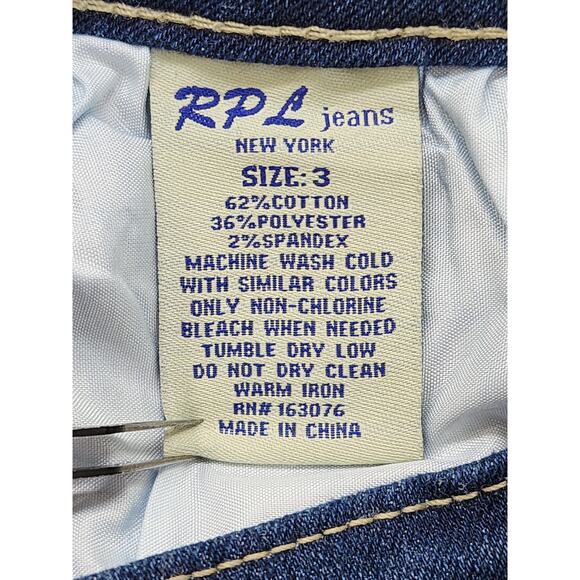 RPL jeans
NEW YORK
SIZE: 3
62%COTTON
36%POLYESTER
2%SPANDEX
MACHINE WASH COLD
WITH SIMILAR COLORS
ONLY NON-CHLORINE
BLEACH WHEN NEEDED
TUMBLE DRY LOW
DO NOT DRY CLEAN
WARM IRON
RN# 163076
MADE IN CHINA